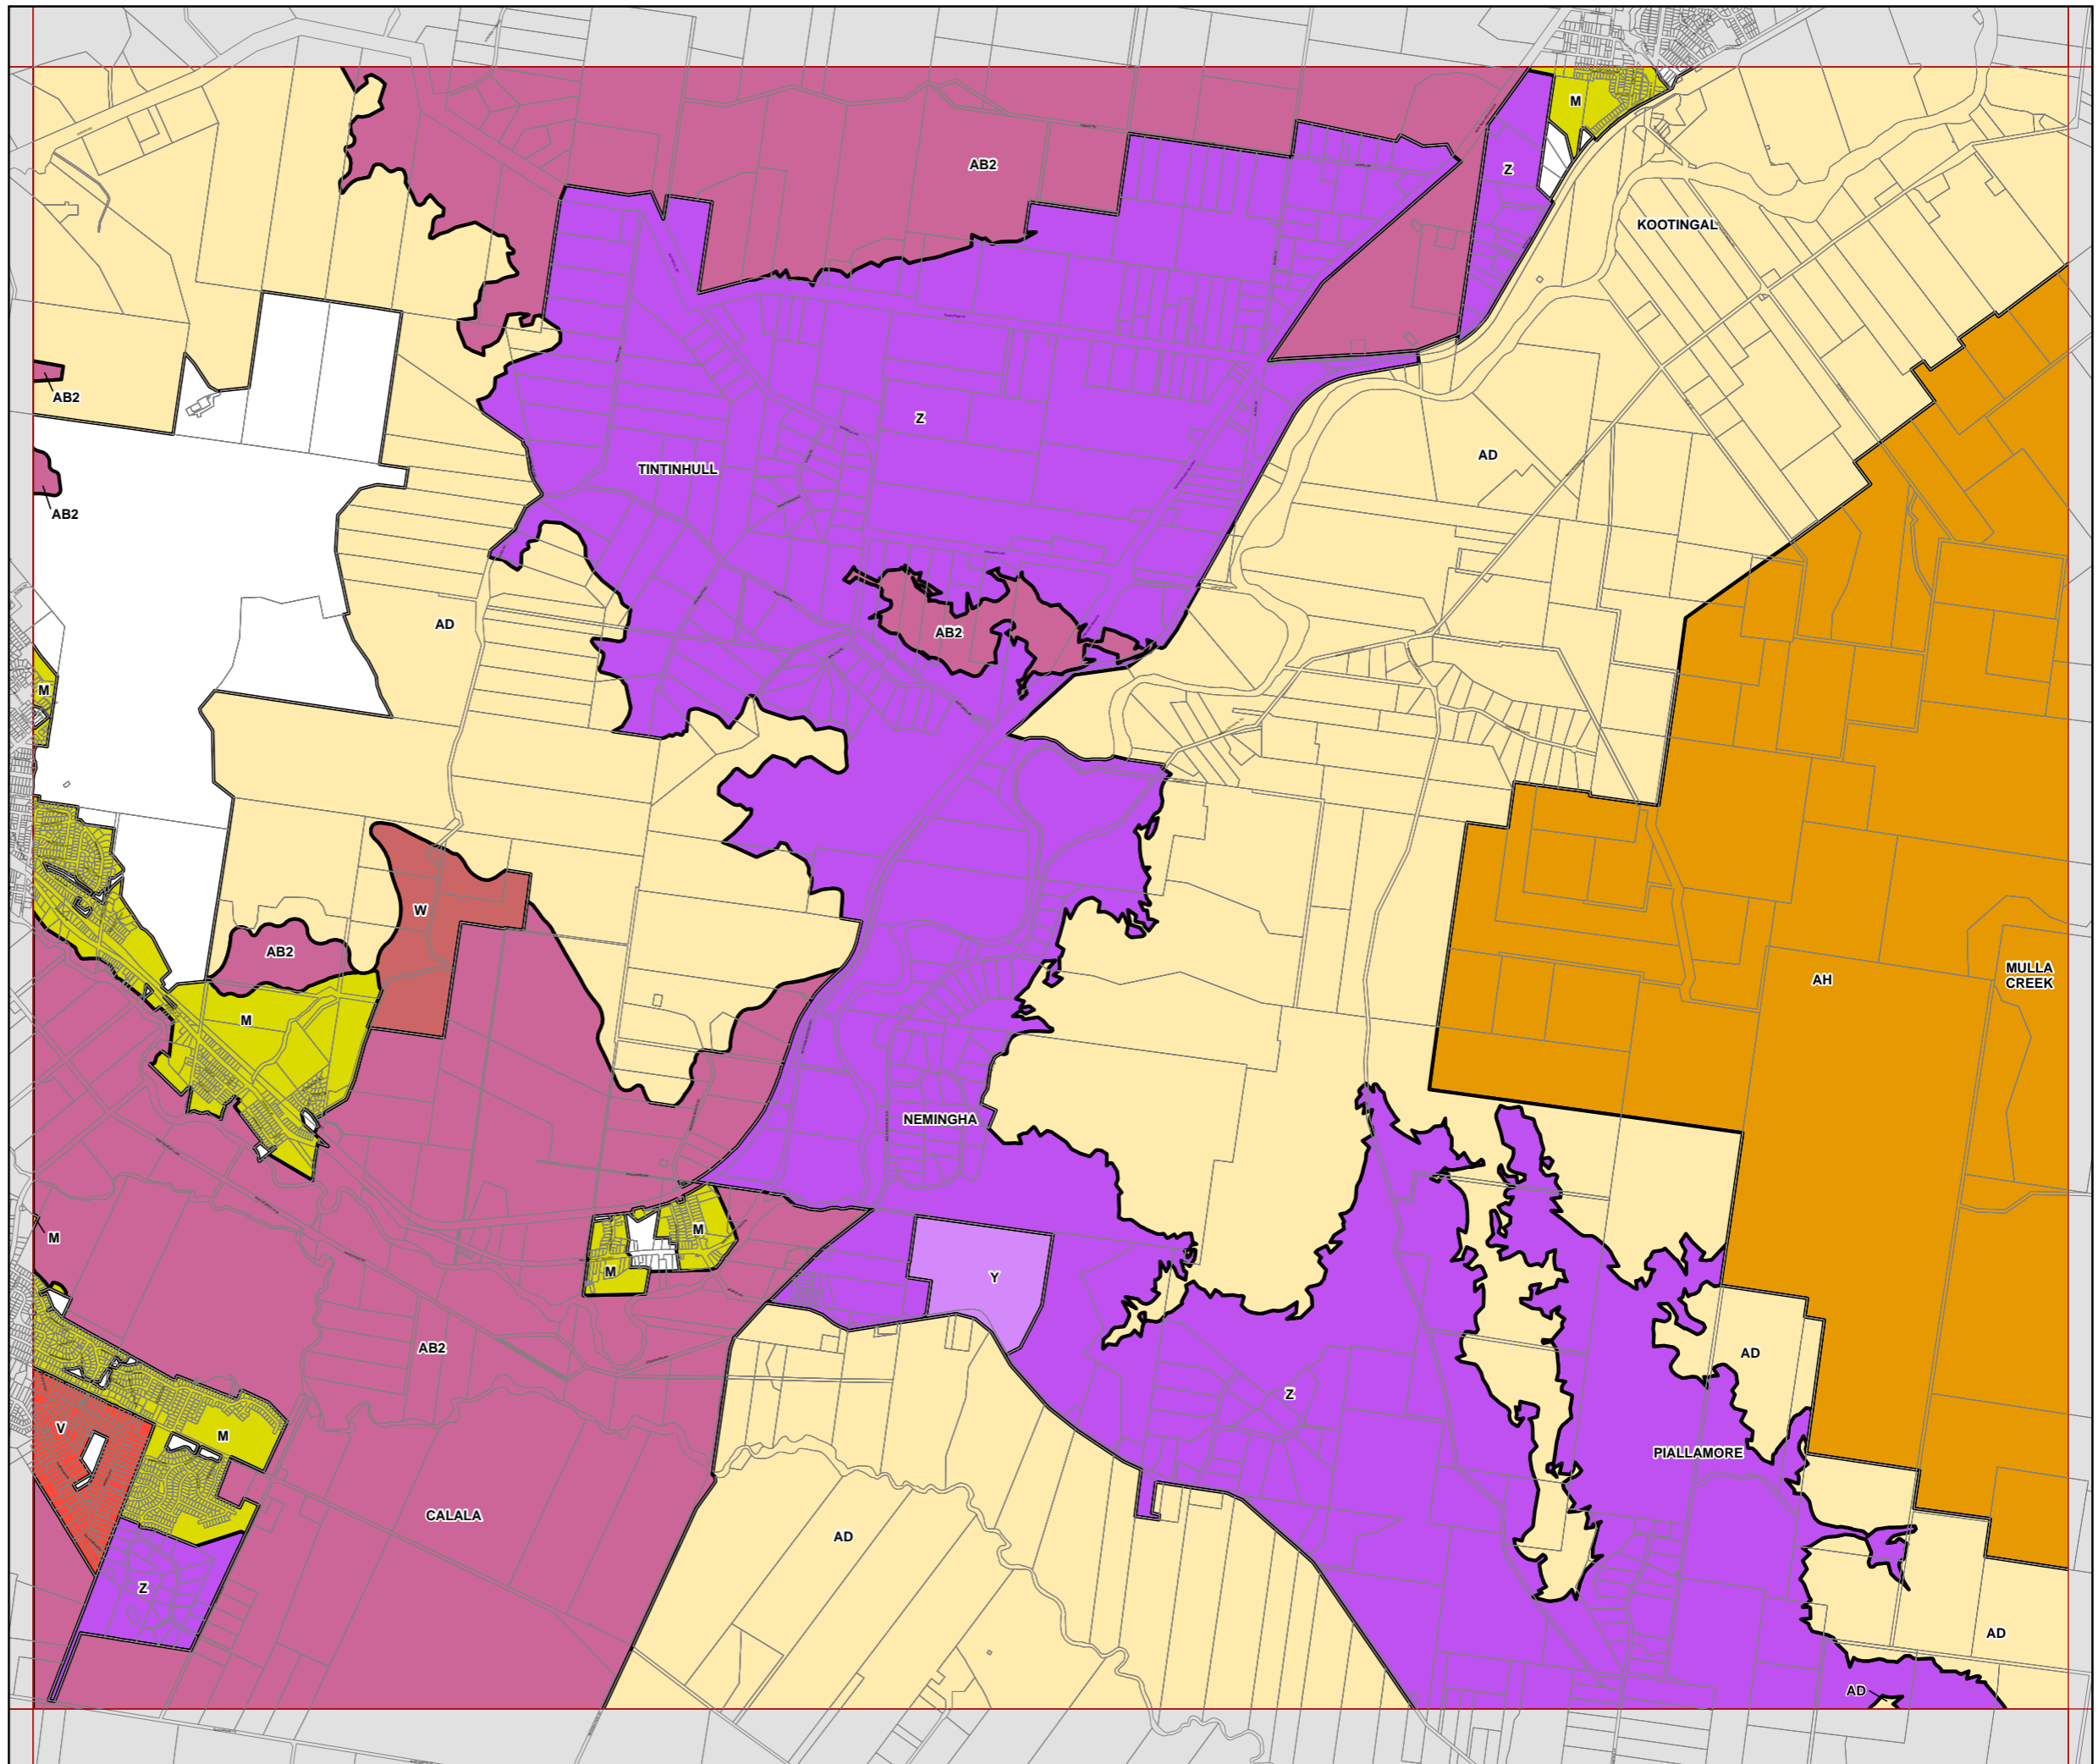 M
AB2
Z
KOOTINGAL
AB2
Z
AD
TINTINHULL
AB2
AD
AB2
M
W
AB2
AH
MULLA
CREEK
M
NEMINGHA
M
M
M
Y
AB2
AD
Z
V
M
PIALLAMORE
CALALA
AD
Z
AD
AD